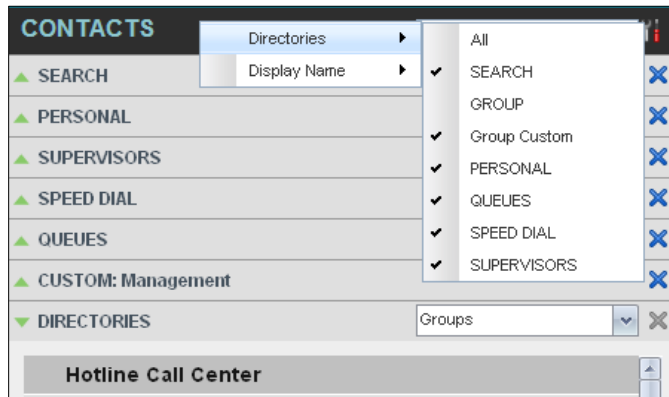 CONTACTS
Directories
Display Name
All
SEARCH
GROUP
Group Custom
PERSONAL
QUEUES
SPEED DIAL
SUPERVISORS
SEARCH
PERSONAL
SUPERVISORS
SPEED DIAL
QUEUES
CUSTOM: Management
DIRECTORIES
Groups
Hotline Call Center